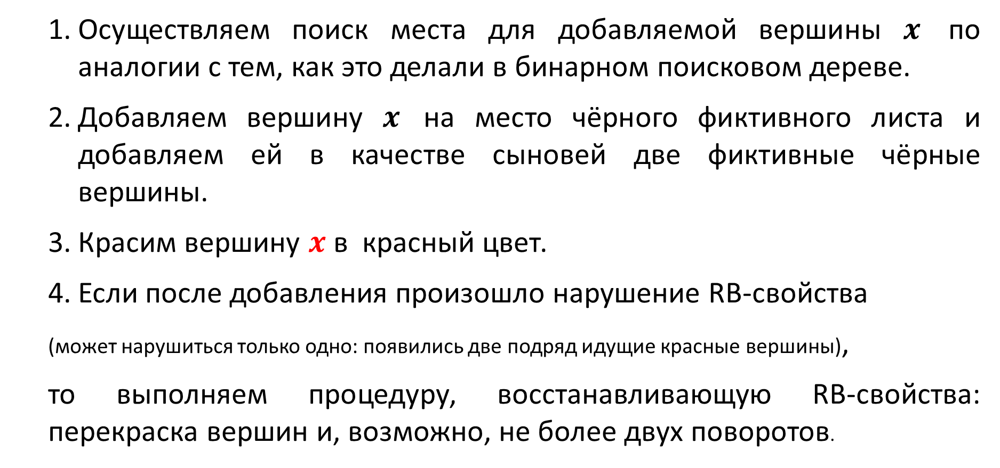 1. Осуществляем поиск места для добавляемой вершины x по
аналогии с тем, как это делали в бинарном поисковом дереве.
2. Добавляем вершину x на место чёрного фиктивного листа и
добавляем ей в качестве сыновей две фиктивные чёрные
вершины.
3. Красим вершину x в красный цвет.
4. Если после добавления произошло нарушение RB-свойства
(может нарушиться только одно: появились две подряд идущие красные вершины),
то выполняем процедуру, восстанавливающую RB-свойства:
перекраска вершин и, возможно, не более двух поворотов.